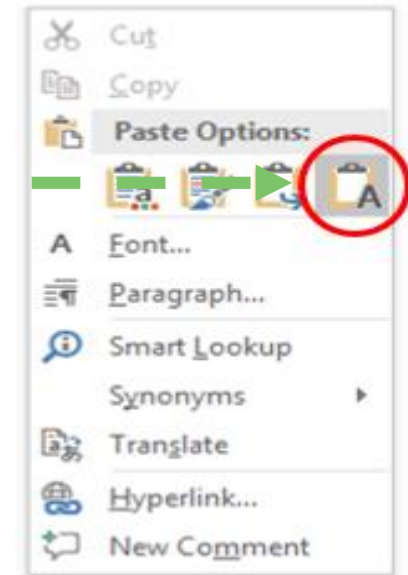 Cut
Copy
Paste Options:
a A
A Font...
Paragraph...
Smart Lookup
Synonyms
Translate
Hyperlink...
New Comment